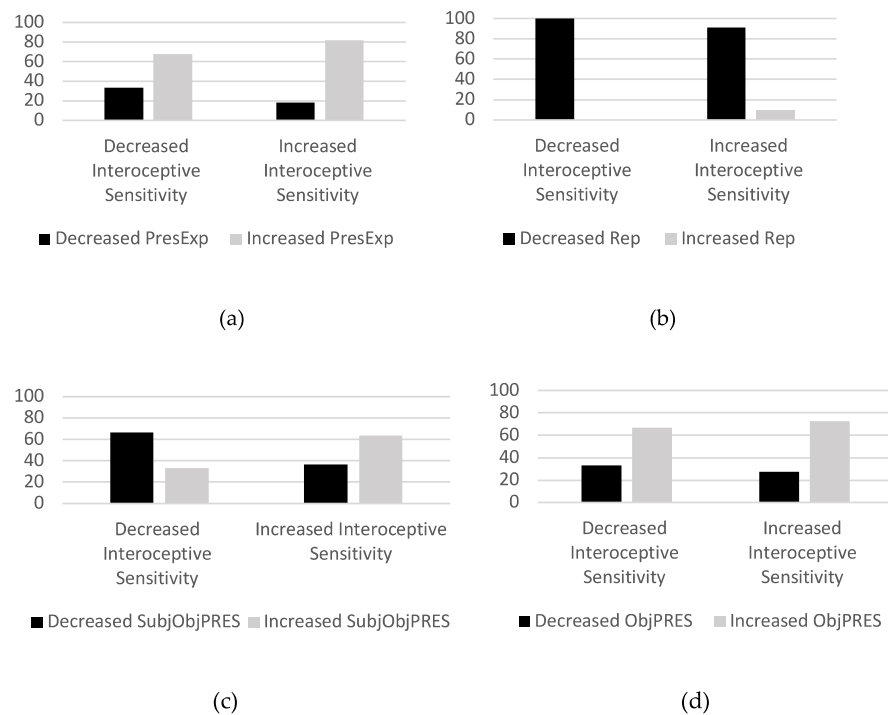 100
80
60
40
20
0
Decreased
Interoceptive
Sensitivity
Increased
Interoceptive
Sensitivity
Decreased PresExp Increased PresExp
(a)
100
80
60
40
20
0
Decreased
Interoceptive
Sensitivity
Increased
Interoceptive
Sensitivity
Decreased Rep Increased Rep
(b)
100
80
60
40
20
0
Decreased
Interoceptive
Sensitivity
Increased Interoceptive
Sensitivity
Decreased SubjObjPRES Increased SubjObjPRES
(c)
100
80
60
40
20
0
Decreased
Interoceptive
Sensitivity
Increased
Interoceptive
Sensitivity
Decreased ObjPRES Increased ObjPRES
(d)